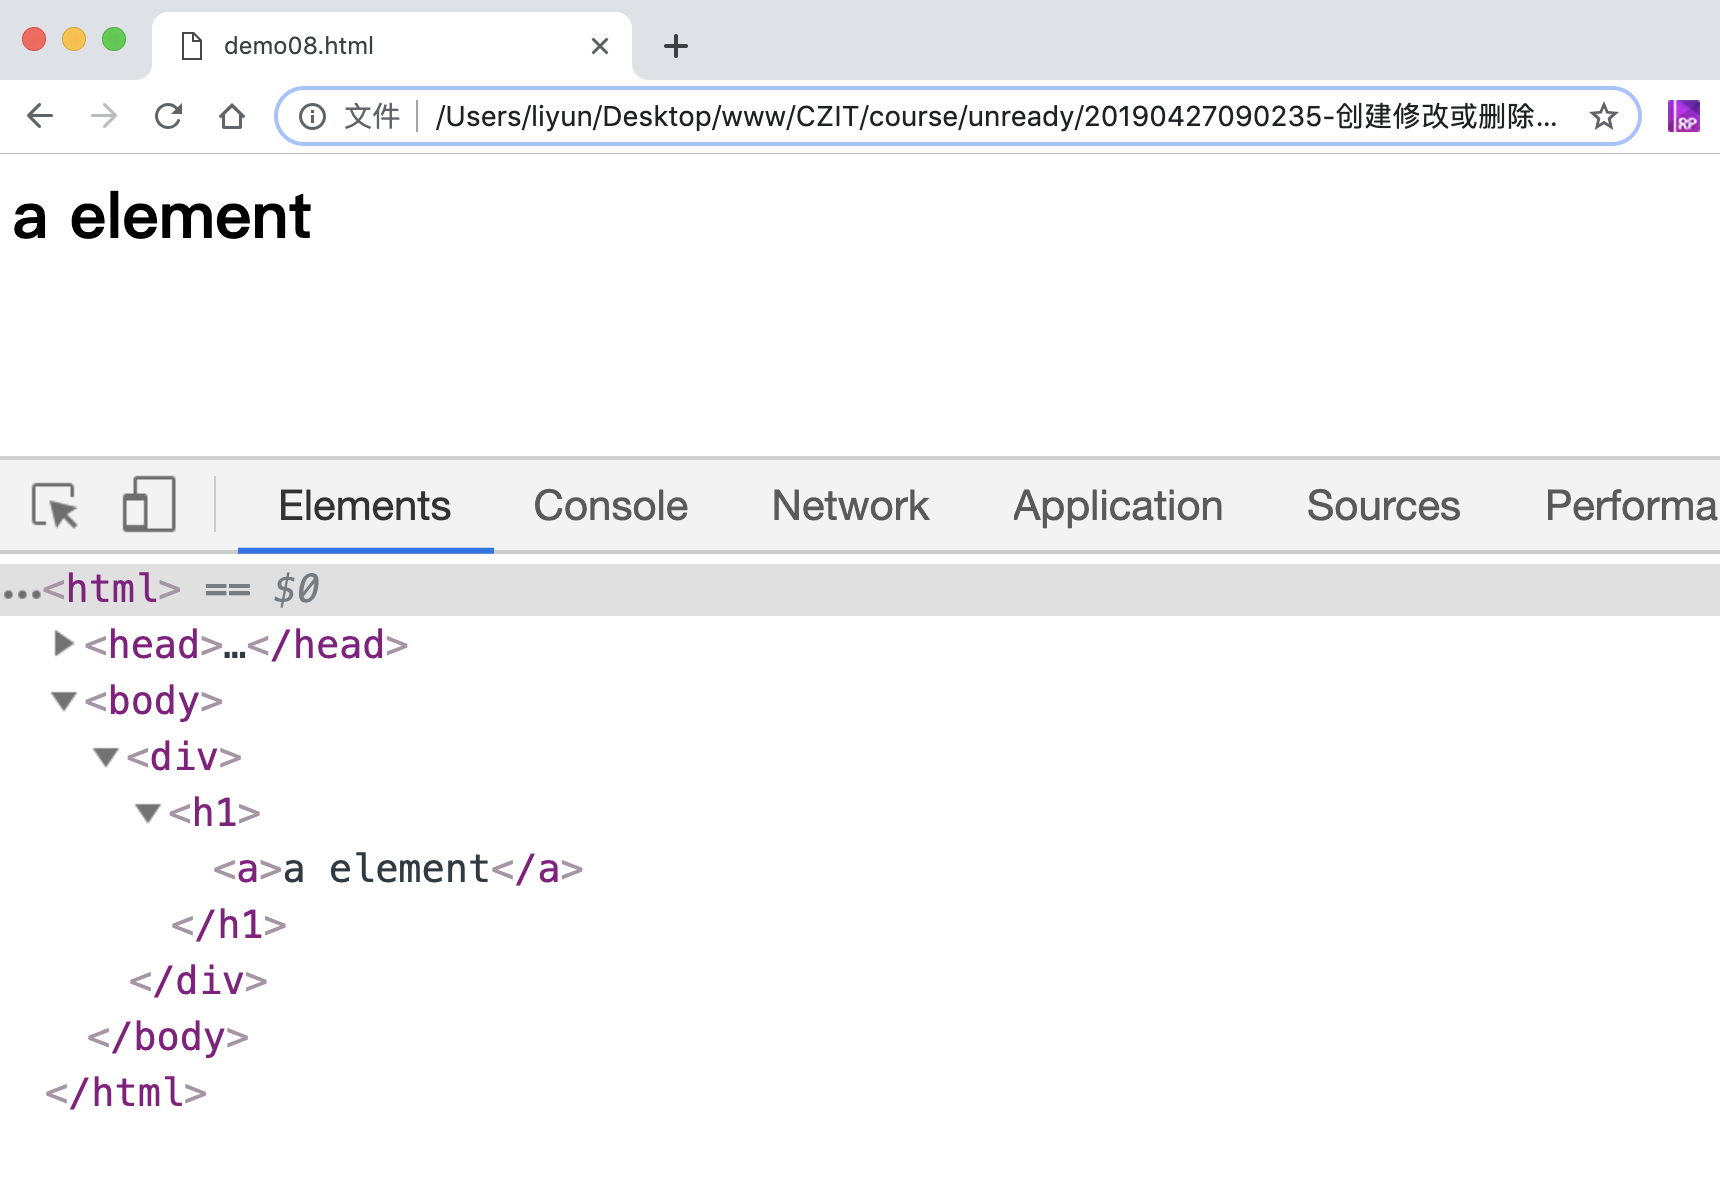 demo08.html
文件 /Users/liyun/Desktop/www/CZIT/course/unready/20190427090235-创建修改或删除...
RP
a element
Elements Console Network Application Sources Performa
...<html> == $0
<head>…</head>
<body>
<div>
<h1>
<a>a element</a>
</h1>
</div>
</body>
</html>